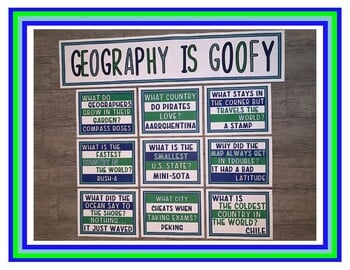 GEOGRAPHY IS GOOFY
WHAT DO
GEOGRAPHERS
GROW IN THEIR
GARDEN?
COMPASS ROSES
WHAT COUNTRY
DO PIRATES
LOVE?
AARRGHENTINA
WHAT STAYS IN
THE CORNER BUT
TRAVELS THE
WORLD?
A STAMP
WHAT IS THE
FASTEST
COUNTRY IN
THE WORLD?
RUSH-A
WHAT IS THE
SMALLEST
U.S. STATE?
MINI-SOTA
WHY DID THE
MAP ALWAYS GET
IN TROUBLE?
IT HAD A BAD
LATITUDE
WHAT DID THE
OCEAN SAY TO
THE SHORE?
NOTHING...
IT JUST WAVED
WHAT CITY
CHEATS WHEN
TAKING EXAMS?
PEKING
WHAT IS
THE COLDEST
COUNTRY IN
THE WORLD?
CHILE